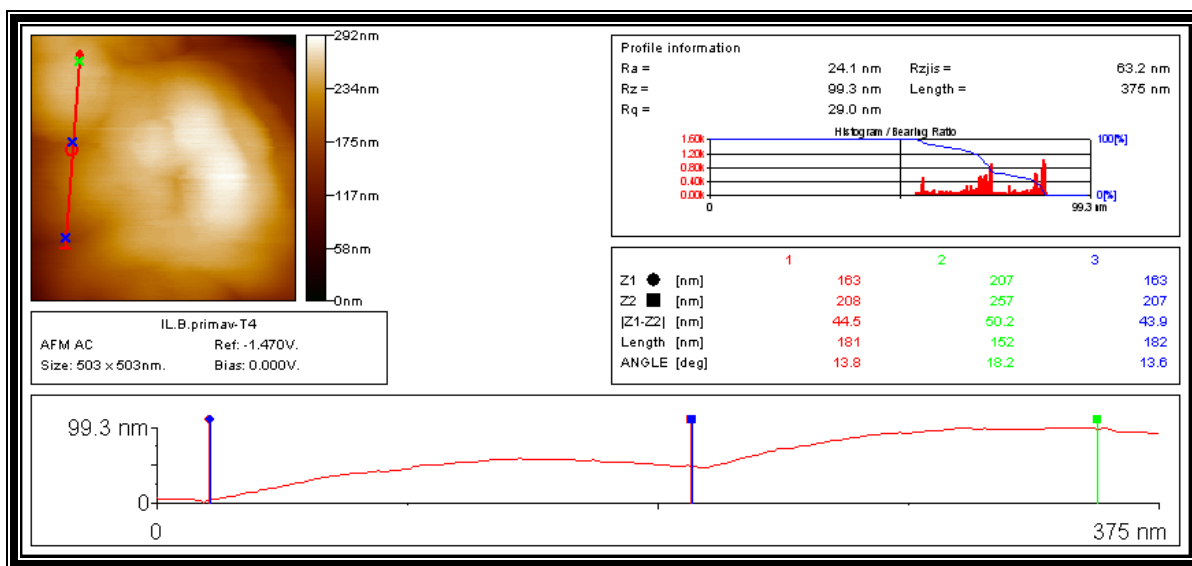 292nm
234nm
175nm
117nm
58nm
0nm
IL.B.primav-T4
AFM AC Ref: -1.470V.
Size: 503 x 503nm. Bias: 0.000V.
Profile information
Ra = 24.1 nm Rzjis = 63.2 nm
Rz = 99.3 nm Length = 375 nm
Rq = 29.0 nm
Histogram / Bearing Ratio
1.60k 100[%]
1.20k
0.80k
0.40k
0.00k 0[%]
0 99.3 nm
1 2 3
Z1 ● [nm] 163 207 163
Z2 ■ [nm] 208 257 207
|Z1-Z2| [nm] 44.5 50.2 43.9
Length [nm] 181 152 182
ANGLE [deg] 13.8 18.2 13.6
99.3 nm
0
0 375 nm